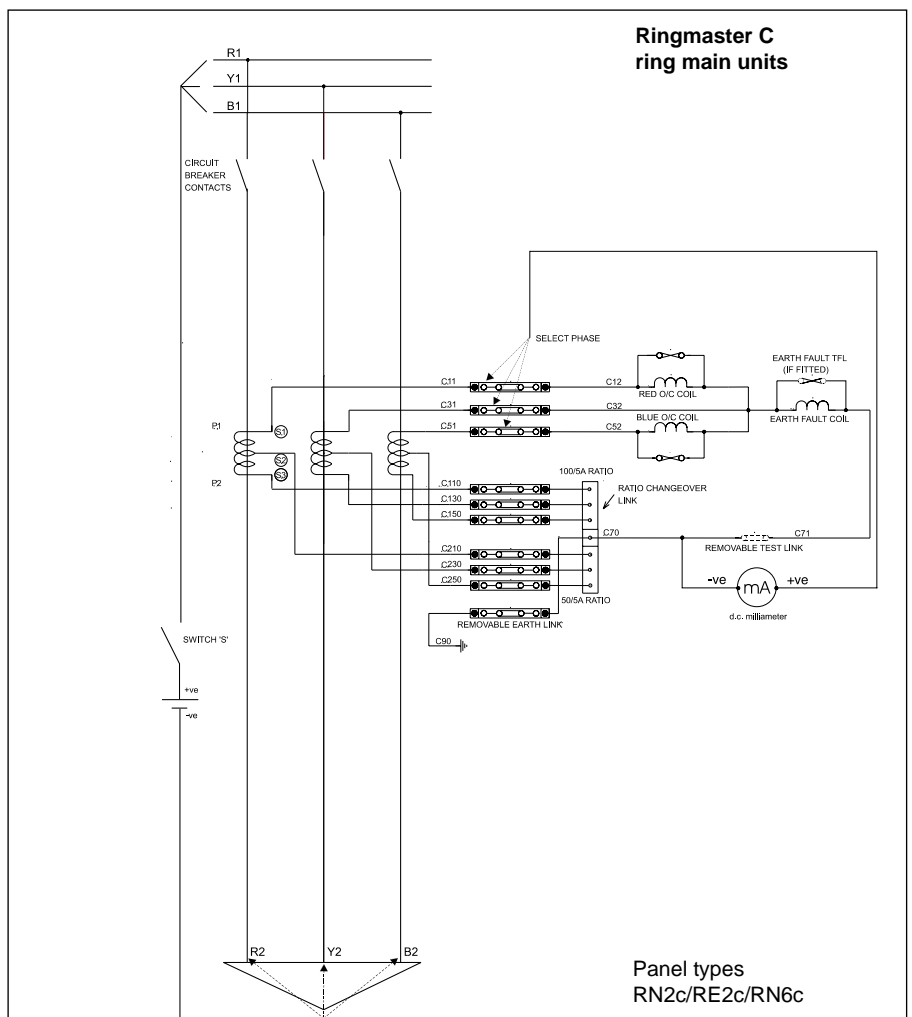 Ringmaster C
ring main units
R1
Y1
B1
CIRCUIT
BREAKER
CONTACTS
SELECT PHASE
EARTH FAULT TFL
(IF FITTED)
C11
C12
RED O/C COIL
C31
C32
EARTH FAULT COIL
BLUE O/C COIL
C51
C52
P1
S1
S2
S3
P2
100/5A RATIO
C110
RATIO CHANGEOVER
LINK
C130
C150
C70
C71
REMOVABLE TEST LINK
C210
C230
C250
-ve
mA
+ve
50/5A RATIO
d.c. milliameter
REMOVABLE EARTH LINK
C90
SWITCH 'S'
+ve
-ve
R2
Y2
B2
Panel types
RN2c/RE2c/RN6c